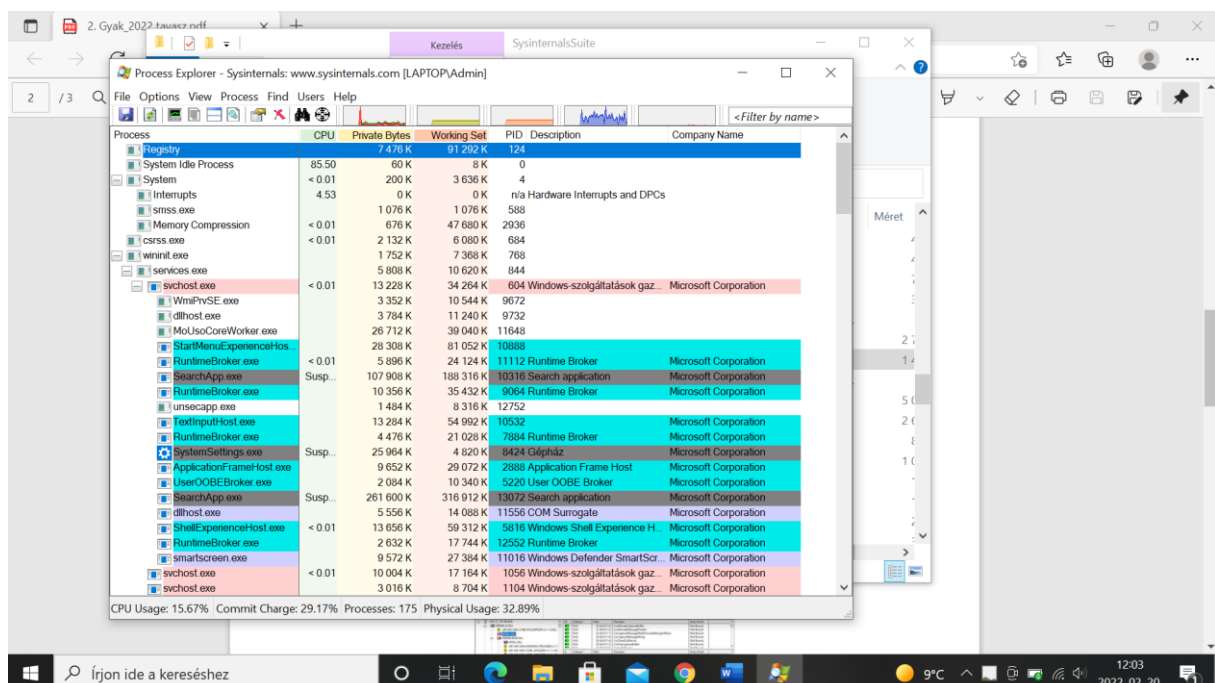 2. Gyak_2022 tavasz.pdf
Kezelés SysinternalsSuite
Process Explorer - Sysinternals: www.sysinternals.com [LAPTOP\Admin]
2 / 3
File Options View Process Find Users Help
<Filter by name>
Process CPU Private Bytes Working Set PID Description Company Name
Registry 7 476 K 91 292 K 124
System Idle Process 85.50 60 K 8 K 0
System < 0.01 200 K 3 636 K 4
Interrupts 4.53 0 K 0 K n/a Hardware Interrupts and DPCs
smss.exe 1 076 K 1 076 K 588
Memory Compression < 0.01 676 K 47 680 K 2936
csrss.exe < 0.01 2 132 K 6 080 K 684
wininit.exe 1 752 K 7 368 K 768
services.exe 5 808 K 10 620 K 844
svchost.exe < 0.01 13 228 K 34 264 K 604 Windows-szolgáltatások gaz... Microsoft Corporation
WmiPrvSE.exe 3 352 K 10 544 K 9672
dllhost.exe 3 784 K 11 240 K 9732
MoUsoCoreWorker.exe 26 712 K 39 040 K 11648
StartMenuExperienceHos... 28 308 K 81 052 K 10888
RuntimeBroker.exe < 0.01 5 896 K 24 124 K 11112 Runtime Broker Microsoft Corporation
SearchApp.exe Susp... 107 908 K 188 316 K 10316 Search application Microsoft Corporation
RuntimeBroker.exe 10 356 K 35 432 K 9064 Runtime Broker Microsoft Corporation
unsecapp.exe 1 484 K 8 316 K 12752
TextInputHost.exe 13 284 K 54 992 K 10532
RuntimeBroker.exe 4 476 K 21 028 K 7884 Runtime Broker Microsoft Corporation
SystemSettings.exe Susp... 25 964 K 4 820 K 8424 Gépház Microsoft Corporation
ApplicationFrameHost.exe 9 652 K 29 072 K 2888 Application Frame Host Microsoft Corporation
UserOOBEBroker.exe 2 084 K 10 340 K 5220 User OOBE Broker Microsoft Corporation
SearchApp.exe Susp... 261 600 K 316 912 K 13072 Search application Microsoft Corporation
dllhost.exe 5 556 K 14 088 K 11556 COM Surrogate Microsoft Corporation
ShellExperienceHost.exe < 0.01 13 656 K 59 312 K 5816 Windows Shell Experience H... Microsoft Corporation
RuntimeBroker.exe 2 632 K 17 744 K 12552 Runtime Broker Microsoft Corporation
smartscreen.exe 9 572 K 27 384 K 11016 Windows Defender SmartScr... Microsoft Corporation
svchost.exe < 0.01 10 004 K 17 164 K 1056 Windows-szolgáltatások gaz... Microsoft Corporation
svchost.exe 3 016 K 8 704 K 1104 Windows-szolgáltatások gaz... Microsoft Corporation
CPU Usage: 15.67% Commit Charge: 29.17% Processes: 175 Physical Usage: 32.89%
Méret
Írjon ide a kereséshez
9°C
12:03
2022. 02. 20.